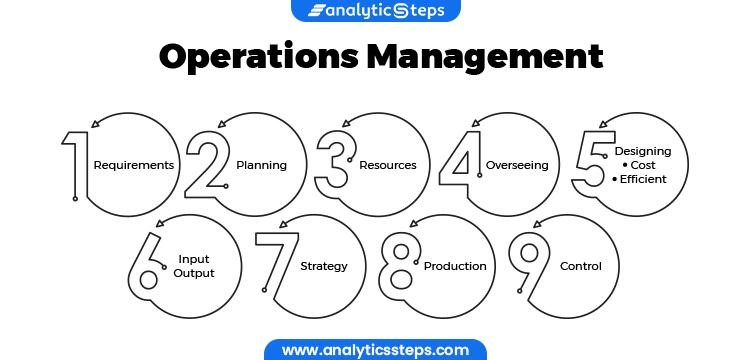 analyticSteps
Operations Management
1 Requirements
2 Planning
3 Resources
4 Overseeing
5 Designing
• Cost
• Efficient
6 Input
Output
7 Strategy
8 Production
9 Control
www.analyticssteps.com